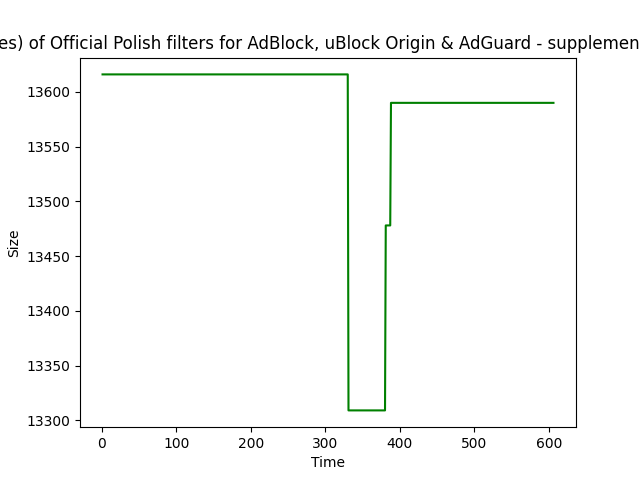 es) of Official Polish filters for AdBlock, uBlock Origin & AdGuard - supplemen
13600
13550
13500
13450
13400
13350
13300
Size
0 100 200 300 400 500 600
Time